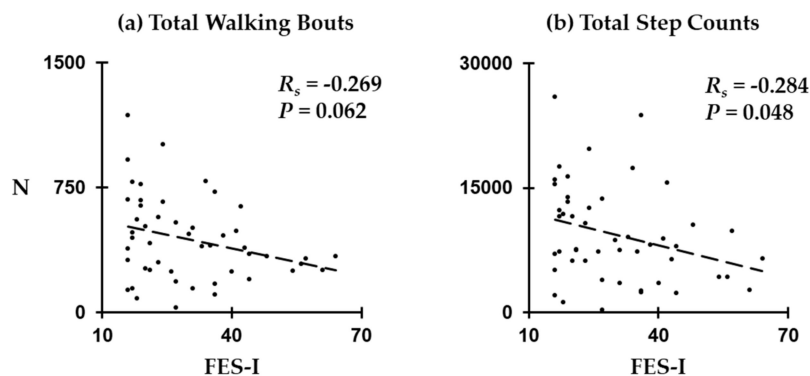 (a) Total Walking Bouts
1500
Rs = -0.269
P = 0.062
N
750
0
10
40
70
FES-I
(b) Total Step Counts
30000
Rs = -0.284
P = 0.048
15000
0
10
40
70
FES-I